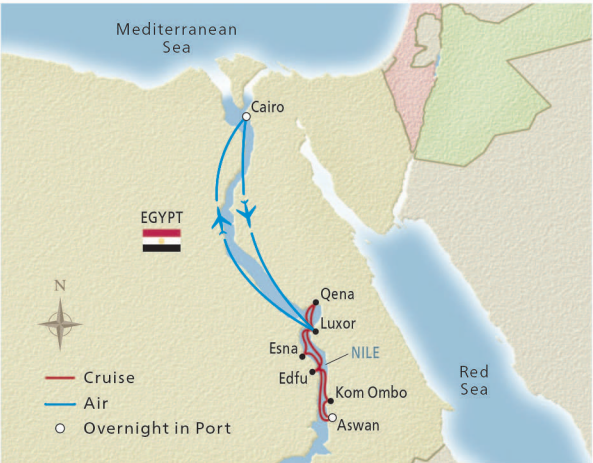 Mediterranean
Sea
Cairo
EGYPT
N
Qena
Luxor
Esna
NILE
Edfu
Kom Ombo
Aswan
Red
Sea
Cruise
Air
Overnight in Port